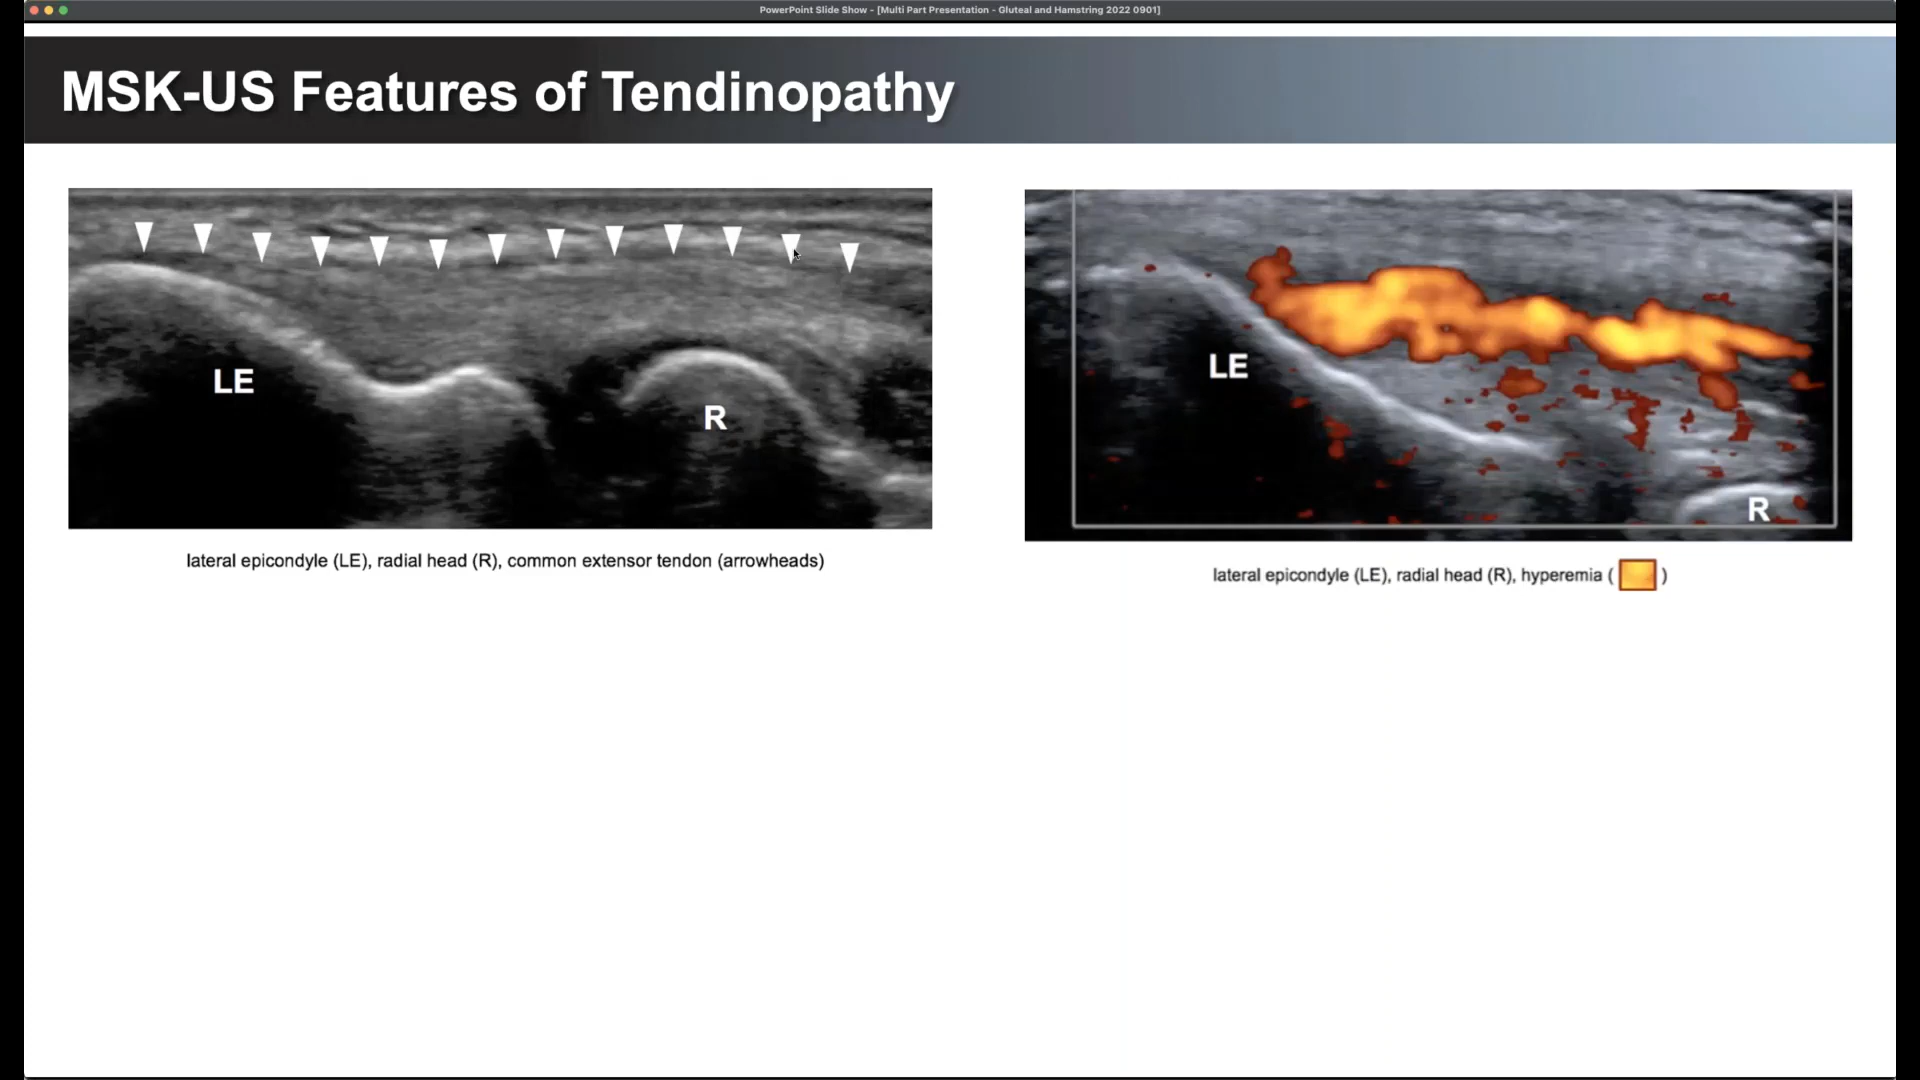 PowerPoint Slide Show - [Multi Part Presentation - Gluteal and Hamstring 2022 0901]
MSK-US Features of Tendinopathy
LE
R
lateral epicondyle (LE), radial head (R), common extensor tendon (arrowheads)
LE
R
lateral epicondyle (LE), radial head (R), hyperemia ( )